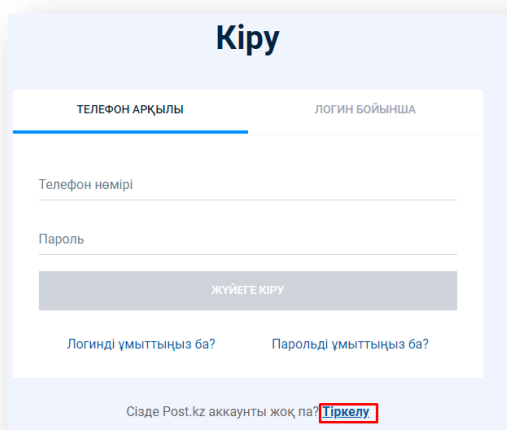 Кіру
ТЕЛЕФОН АРҚЫЛЫ ЛОГИН БОЙЫНША
Телефон нөмірі
Пароль
ЖҮЙЕГЕ КІРУ
Логинді ұмыттыңыз ба? Парольді ұмыттыңыз ба?
Сізде Post.kz аккаунты жоқ па? Тіркелу